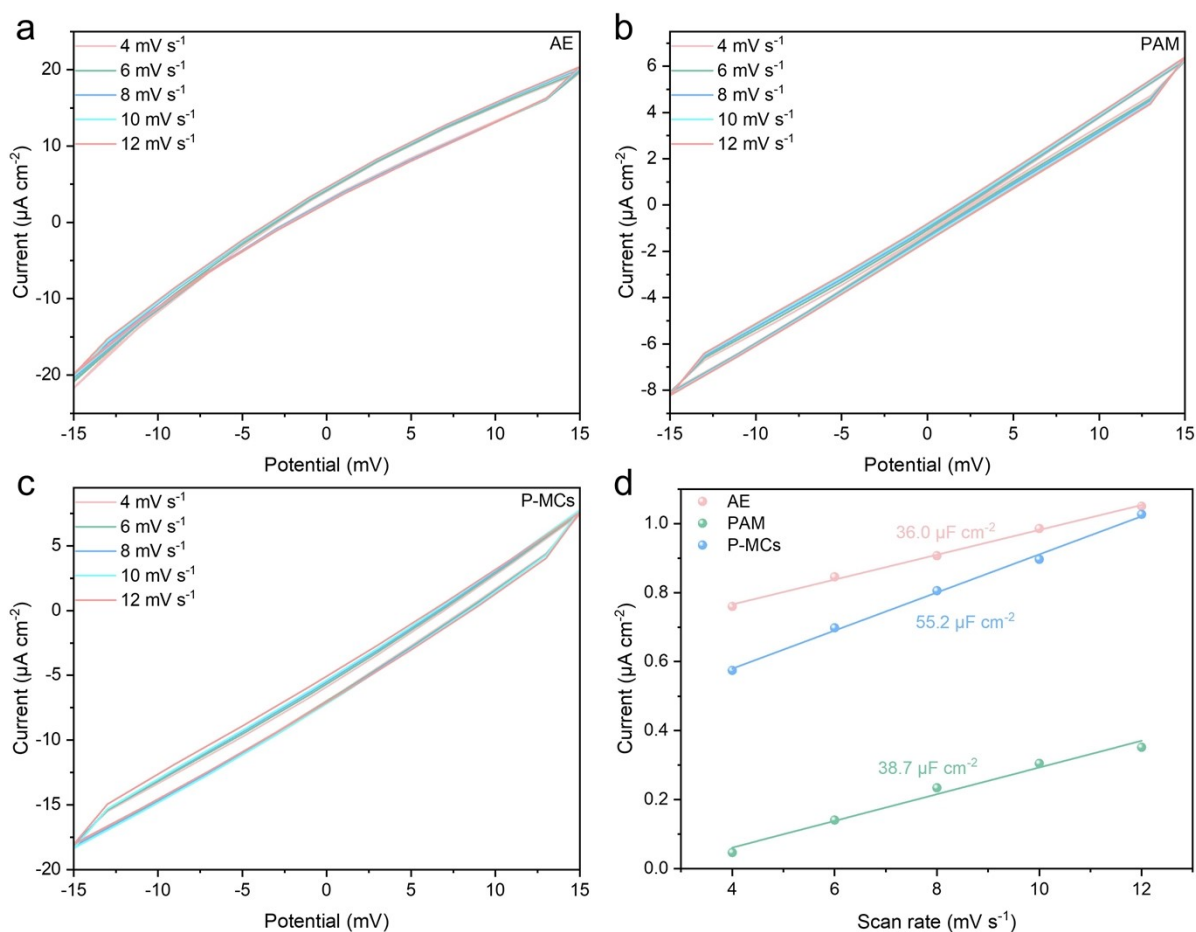 a
4 mV s⁻¹
6 mV s⁻¹
8 mV s⁻¹
10 mV s⁻¹
12 mV s⁻¹
AE
20
10
0
-10
-20
Current (µA cm⁻²)
-15
-10
-5
0
5
10
15
Potential (mV)
b
4 mV s⁻¹
6 mV s⁻¹
8 mV s⁻¹
10 mV s⁻¹
12 mV s⁻¹
PAM
6
4
2
0
-2
-4
-6
-8
Current (µA cm⁻²)
-15
-10
-5
0
5
10
15
Potential (mV)
c
4 mV s⁻¹
6 mV s⁻¹
8 mV s⁻¹
10 mV s⁻¹
12 mV s⁻¹
P-MCs
5
0
-5
-10
-15
-20
Current (µA cm⁻²)
-15
-10
-5
0
5
10
15
Potential (mV)
d
AE
PAM
P-MCs
36.0 µF cm⁻²
55.2 µF cm⁻²
38.7 µF cm⁻²
1.0
0.8
0.6
0.4
0.2
0.0
Current (µA cm⁻²)
4
6
8
10
12
Scan rate (mV s⁻¹)